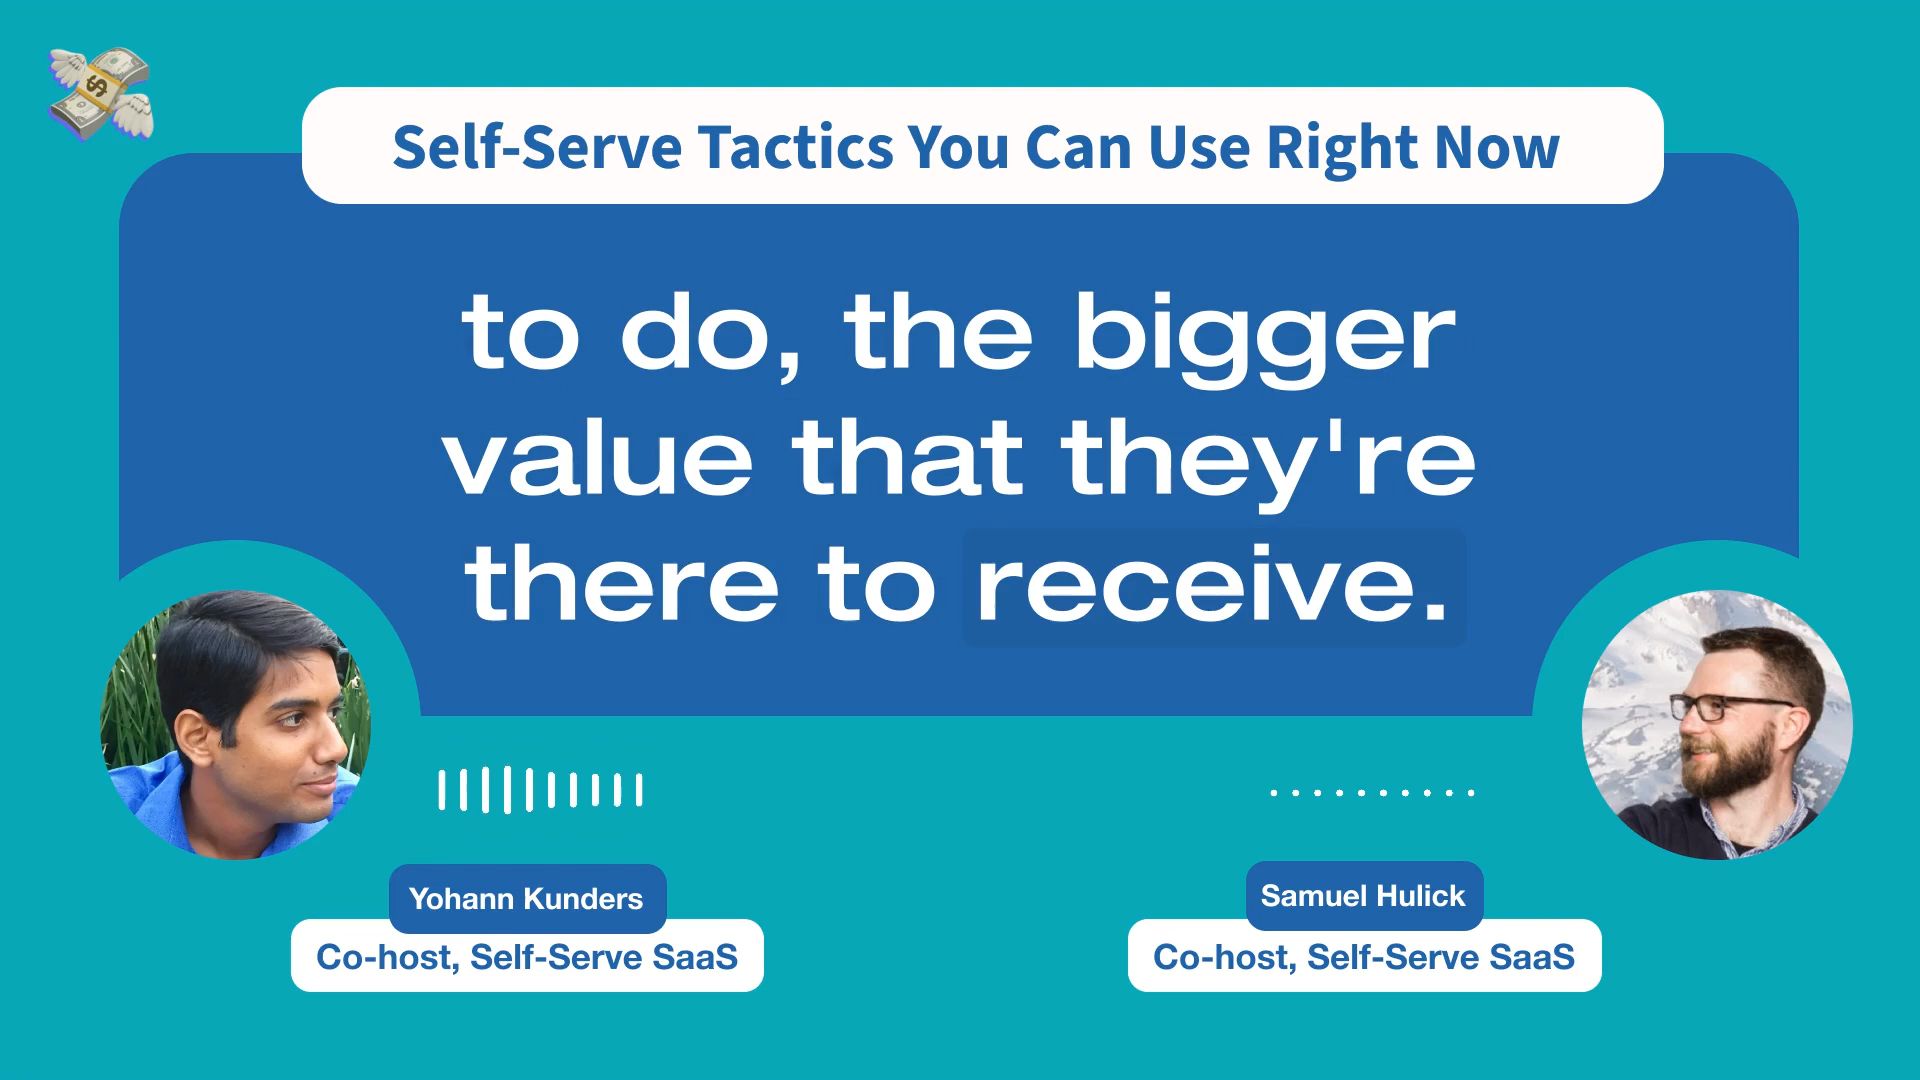 Self-Serve Tactics You Can Use Right Now
to do, the bigger
value that they're
there to receive.
Yohann Kunders
Co-host, Self-Serve SaaS
Samuel Hulick
Co-host, Self-Serve SaaS